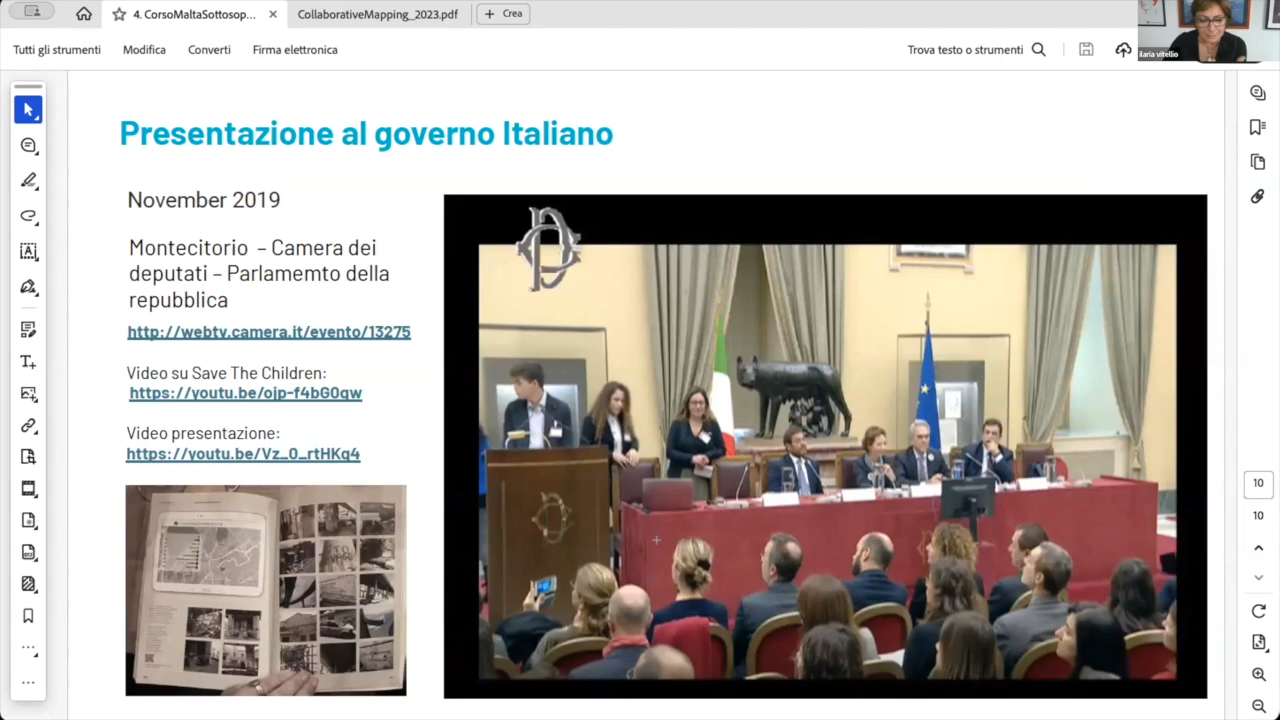 4. CorsoMaltaSottosop...
CollaborativeMapping_2023.pdf
Crea
Tutti gli strumenti
Modifica
Converti
Firma elettronica
Trova testo o strumenti
ilaria vitellio
Presentazione al governo Italiano
November 2019
Montecitorio – Camera dei
deputati – Parlamemto della
repubblica
http://webtv.camera.it/evento/13275
Video su Save The Children:
https://youtu.be/ojp-f4bG0qw
Video presentazione:
https://youtu.be/Vz_0_rtHKq4
10
10